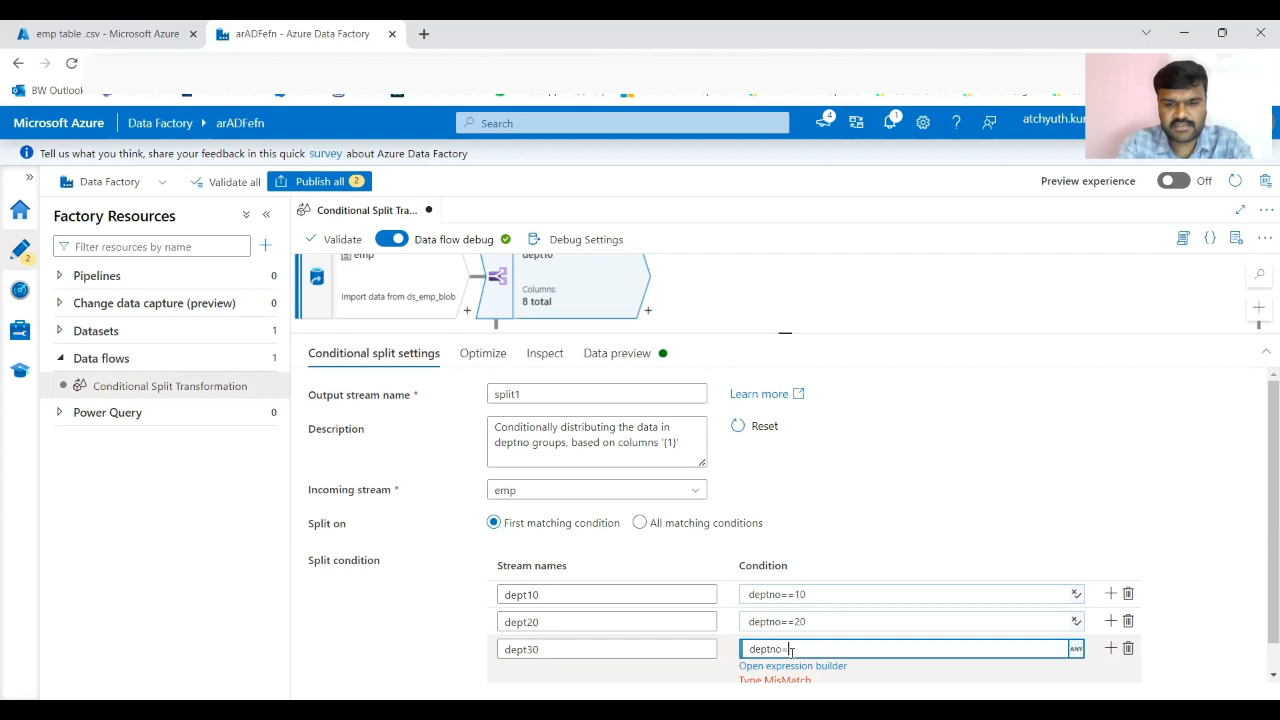 emp table .csv - Microsoft Azure
arADFefn - Azure Data Factory
BW Outlook
Microsoft Azure
Data Factory
arADFefn
Search
4
1
atchyuth.kun
Tell us what you think, share your feedback in this quick survey about Azure Data Factory
Data Factory
Validate all
Publish all 2
Preview experience
Off
Factory Resources
Filter resources by name
Pipelines 0
Change data capture (preview) 0
Datasets 1
Data flows 1
Conditional Split Transformation
Power Query 0
2
Conditional Split Tra...
Validate
Data flow debug
Debug Settings
emp
Import data from ds_emp_blob
dept10
Columns:
8 total
Conditional split settings
Optimize
Inspect
Data preview
Output stream name *
split1
Learn more
Description
Conditionally distributing the data in
deptno groups, based on columns '{1}'
Reset
Incoming stream *
emp
Split on
First matching condition
All matching conditions
Split condition
Stream names
Condition
dept10
deptno==10
dept20
deptno==20
dept30
deptno=
ANY
Open expression builder
Type MisMatch